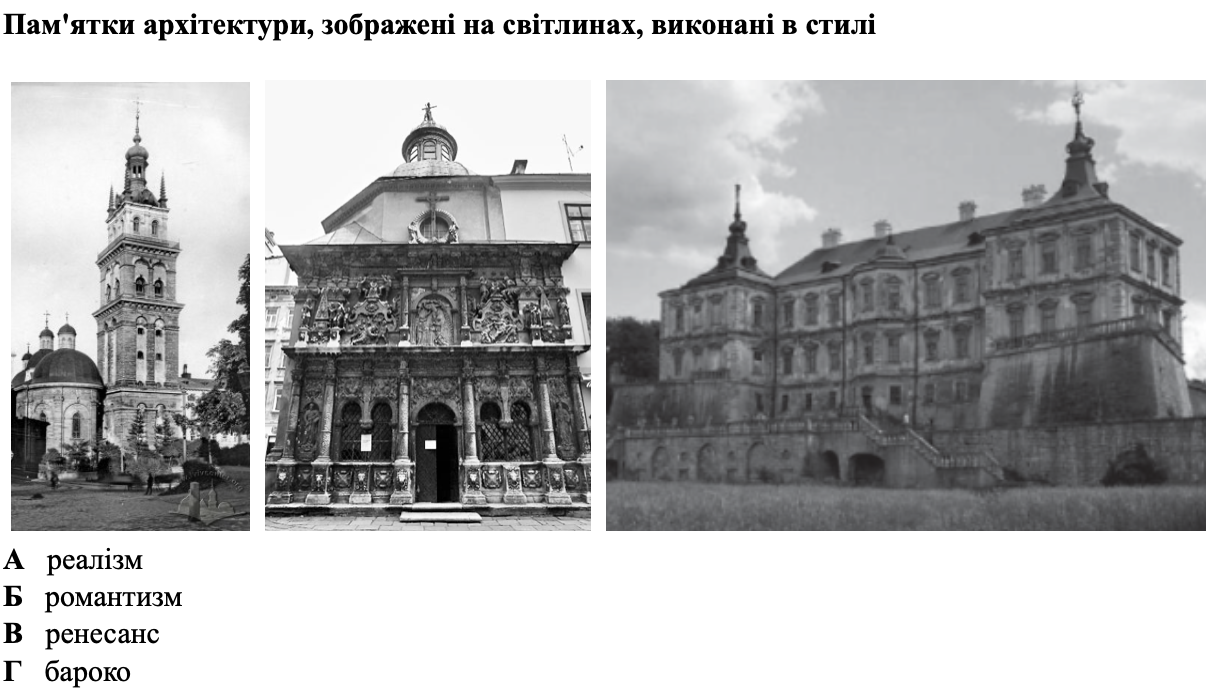 Пам'ятки архітектури, зображені на світлинах, виконані в стилі
А реалізм
Б романтизм
В ренесанс
Г бароко